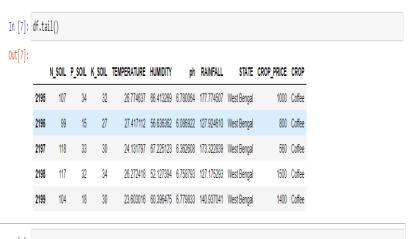 In [7]: df.tail()
Out[7]:
N_SOIL P_SOIL K_SOIL TEMPERATURE HUMIDITY ph RAINFALL STATE CROP_PRICE CROP
2195 107 34 32 26.774637 66.413269 6.780064 177.774507 West Bengal 1000 Coffee
2196 99 15 27 27.417112 56.636362 6.086922 127.924610 West Bengal 800 Coffee
2197 118 33 30 24.131797 67.225123 6.362608 173.322839 West Bengal 560 Coffee
2198 117 32 34 26.272418 52.127394 6.758793 127.175293 West Bengal 1500 Coffee
2199 104 18 30 23.603016 60.396475 6.779833 140.937041 West Bengal 1400 Coffee